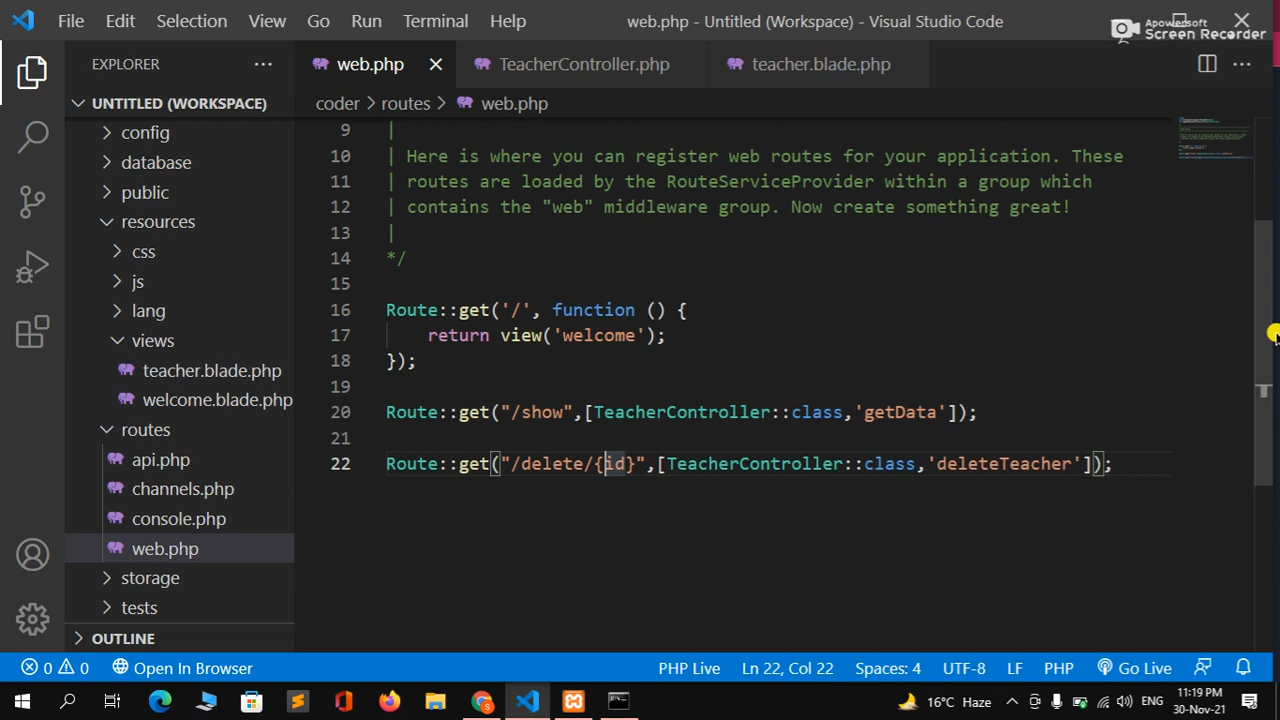 File Edit Selection View Go Run Terminal Help web.php - Untitled (Workspace) - Visual Studio Code
Apowersoft
Screen Recorder
EXPLORER
web.php TeacherController.php teacher.blade.php
UNTITLED (WORKSPACE)
coder > routes > web.php
config
database
public
resources
css
js
lang
views
teacher.blade.php
welcome.blade.php
routes
api.php
channels.php
console.php
web.php
storage
tests
OUTLINE
9 |
10 | Here is where you can register web routes for your application. These
11 | routes are loaded by the RouteServiceProvider within a group which
12 | contains the "web" middleware group. Now create something great!
13 |
14 */
15
16 Route::get('/', function () {
17 return view('welcome');
18 });
19
20 Route::get("/show",[TeacherController::class,'getData']);
21
22 Route::get("/delete/{id}",[TeacherController::class,'deleteTeacher']);
0 0 Open In Browser PHP Live Ln 22, Col 22 Spaces: 4 UTF-8 LF PHP Go Live
16°C Haze ENG 11:19 PM
30-Nov-21